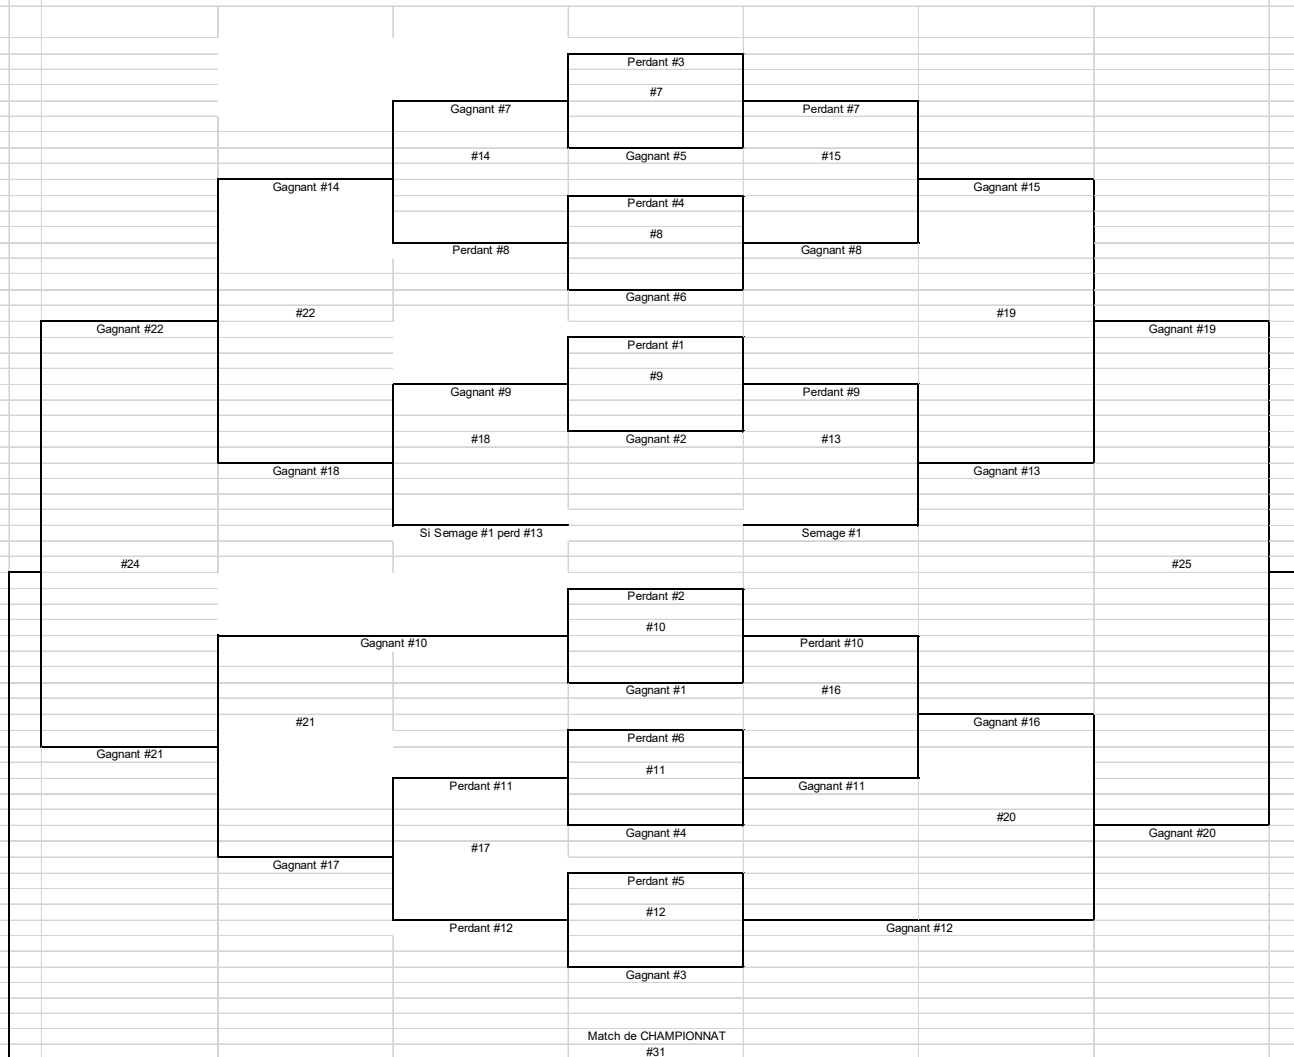 Perdant #3
#7
Gagnant #7
Perdant #7
#14
Gagnant #5
#15
Gagnant #14
Gagnant #15
Perdant #4
#8
Perdant #8
Gagnant #8
Gagnant #6
#22
#19
Gagnant #22
Gagnant #19
Perdant #1
#9
Gagnant #9
Perdant #9
#18
Gagnant #2
#13
Gagnant #18
Gagnant #13
Si Semage #1 perd #13
Semage #1
#24
#25
Perdant #2
#10
Gagnant #10
Perdant #10
Gagnant #1
#16
#21
Gagnant #16
Perdant #6
Gagnant #21
#11
Perdant #11
Gagnant #11
#20
Gagnant #4
Gagnant #20
#17
Gagnant #17
Perdant #5
#12
Perdant #12
Gagnant #12
Gagnant #3
Match de CHAMPIONNAT
#31